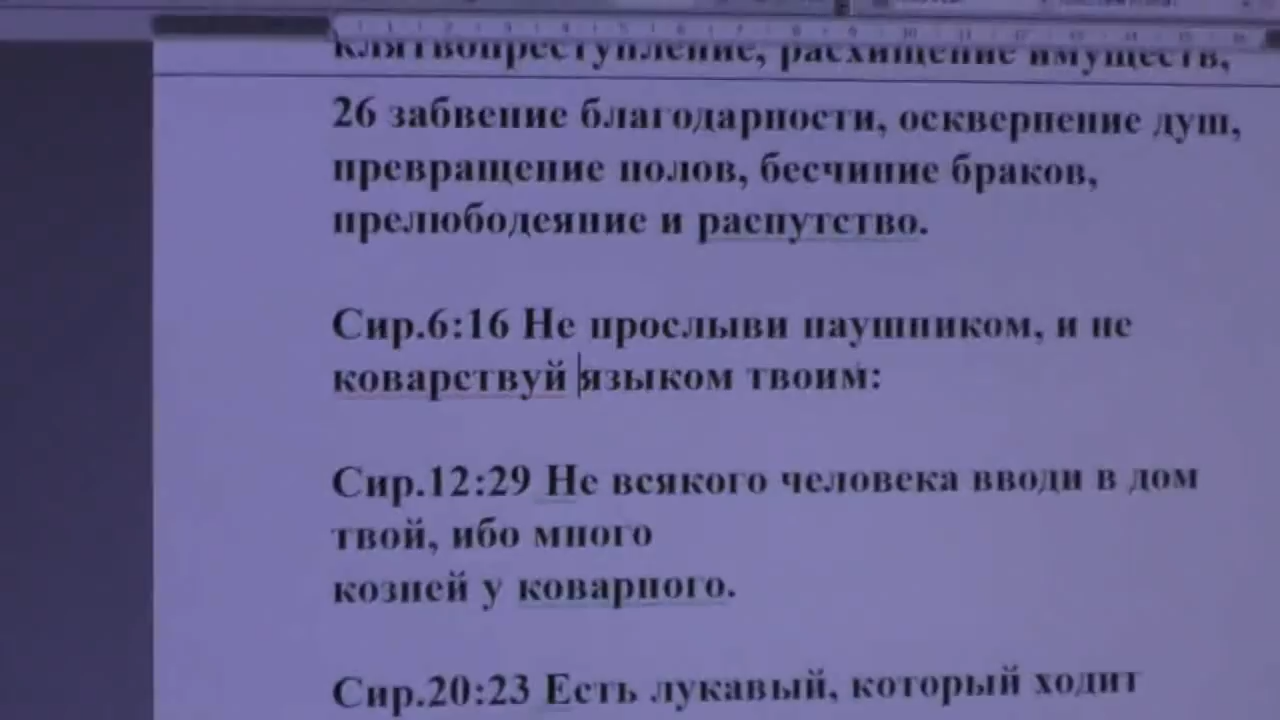 клятвопреступление, расхищение имуществ,
26 забвение благодарности, осквернение душ,
превращение полов, бесчиние браков,
прелюбодеяние и распутство.
Сир.6:16 Не прослыви наушником, и не
коварствуй языком твоим:
Сир.12:29 Не всякого человека вводи в дом
твой, ибо много
козней у коварного.
Сир.20:23 Есть лукавый, который ходит